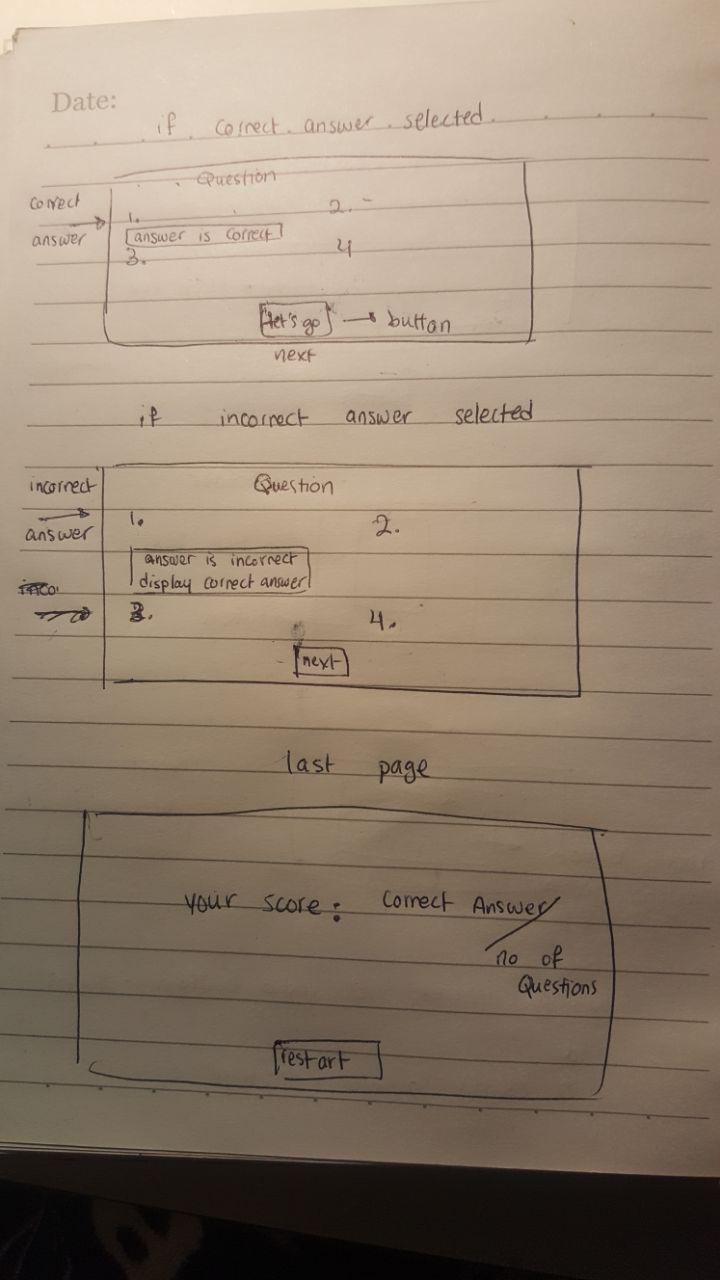 Date:
if correct answer selected.
Question
correct
1.
2. -
answer
answer is correct
3.
4
let's go → button
next
if incorrect answer selected
incorrect
Question
1.
2.
answer
answer is incorrect
display correct answer
3.
4.
next
last page
your score: Correct Answer/
no of
Questions
restart